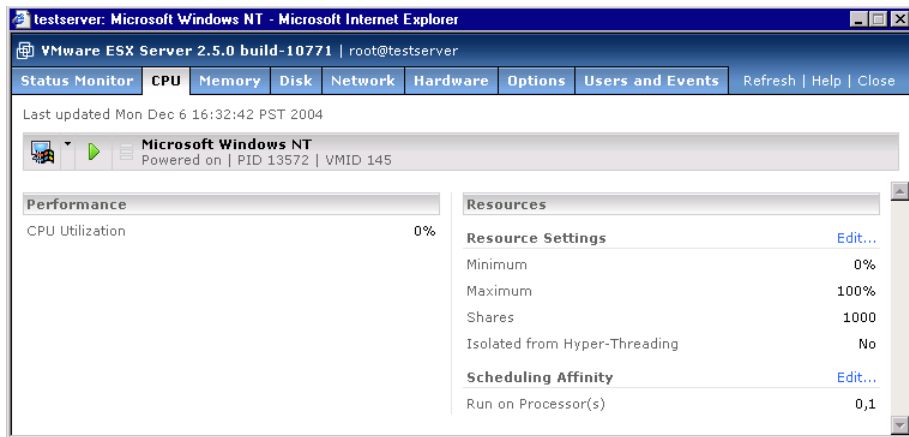 testserver: Microsoft Windows NT - Microsoft Internet Explorer
VMware ESX Server 2.5.0 build-10771 | root@testserver
Status Monitor CPU Memory Disk Network Hardware Options Users and Events Refresh | Help | Close
Last updated Mon Dec 6 16:32:42 PST 2004
Microsoft Windows NT
Powered on | PID 13572 | VMID 145
Performance
CPU Utilization 0%
Resources
Resource Settings Edit...
Minimum 0%
Maximum 100%
Shares 1000
Isolated from Hyper-Threading No
Scheduling Affinity Edit...
Run on Processor(s) 0,1